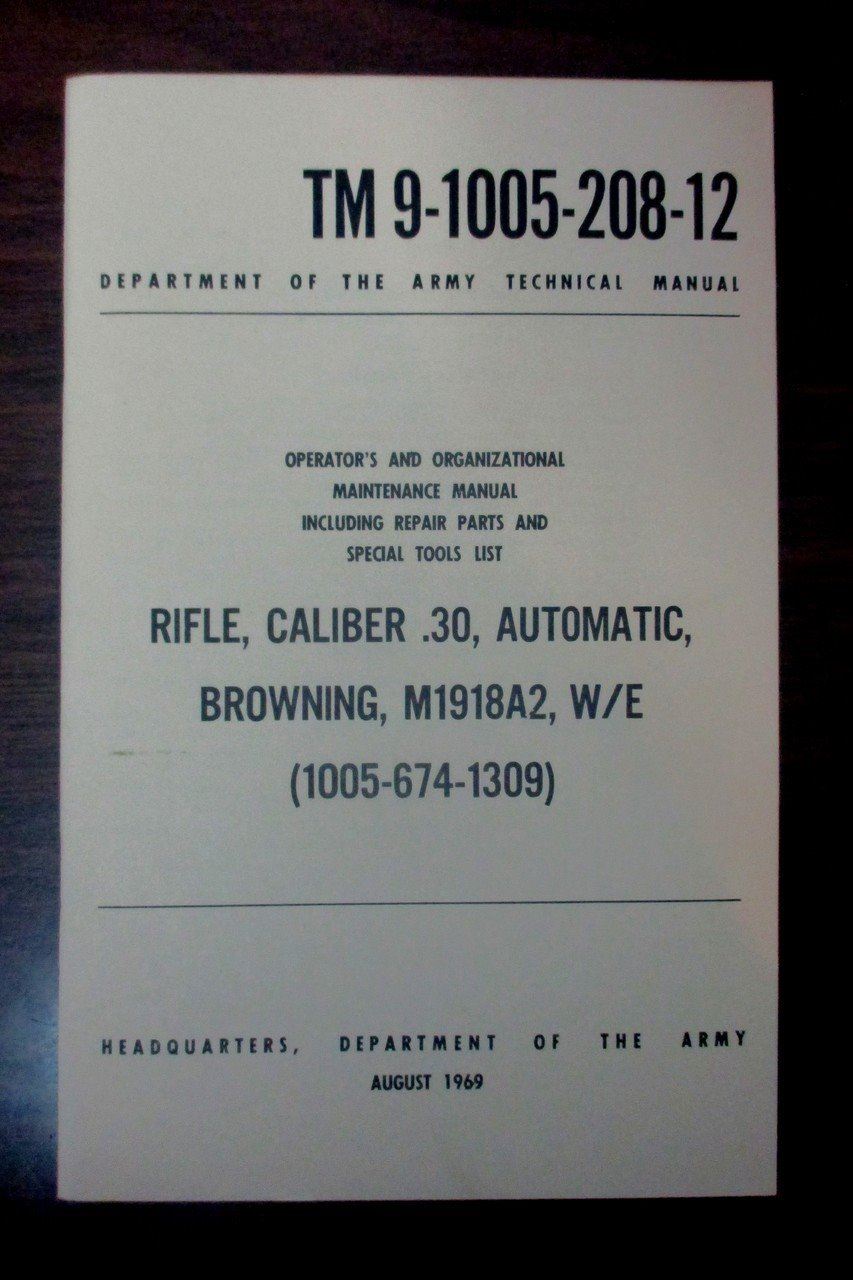 TM 9-1005-208-12
DEPARTMENT OF THE ARMY TECHNICAL MANUAL
OPERATOR'S AND ORGANIZATIONAL
MAINTENANCE MANUAL
INCLUDING REPAIR PARTS AND
SPECIAL TOOLS LIST
RIFLE, CALIBER .30, AUTOMATIC,
BROWNING, M1918A2, W/E
(1005-674-1309)
HEADQUARTERS, DEPARTMENT OF THE ARMY
AUGUST 1969